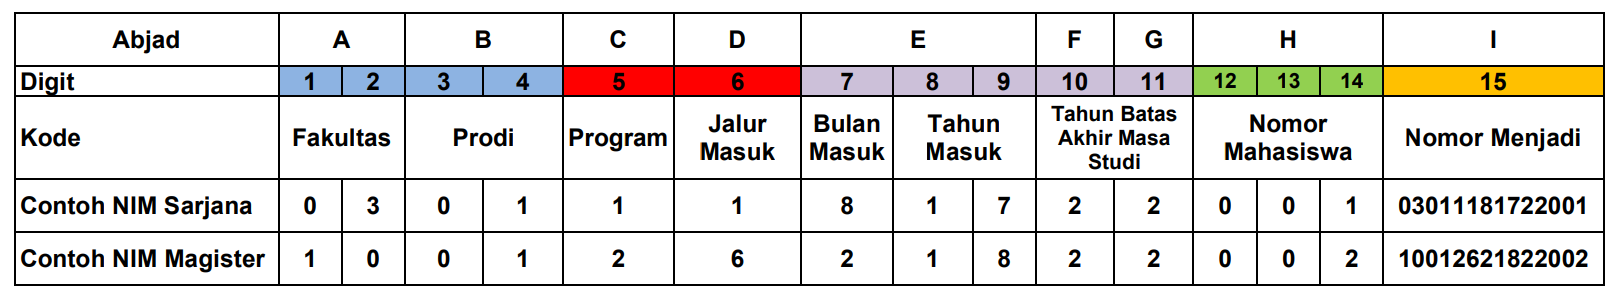 Abjad A B C D E F G H I
Digit 1 2 3 4 5 6 7 8 9 10 11 12 13 14 15
Kode Fakultas Prodi Program Jalur Masuk Bulan Masuk Tahun Masuk Tahun Batas Akhir Masa Studi Nomor Mahasiswa Nomor Menjadi
Contoh NIM Sarjana 0 3 0 1 1 1 8 1 7 2 2 0 0 1 03011181722001
Contoh NIM Magister 1 0 0 1 2 6 2 1 8 2 2 0 0 2 10012621822002